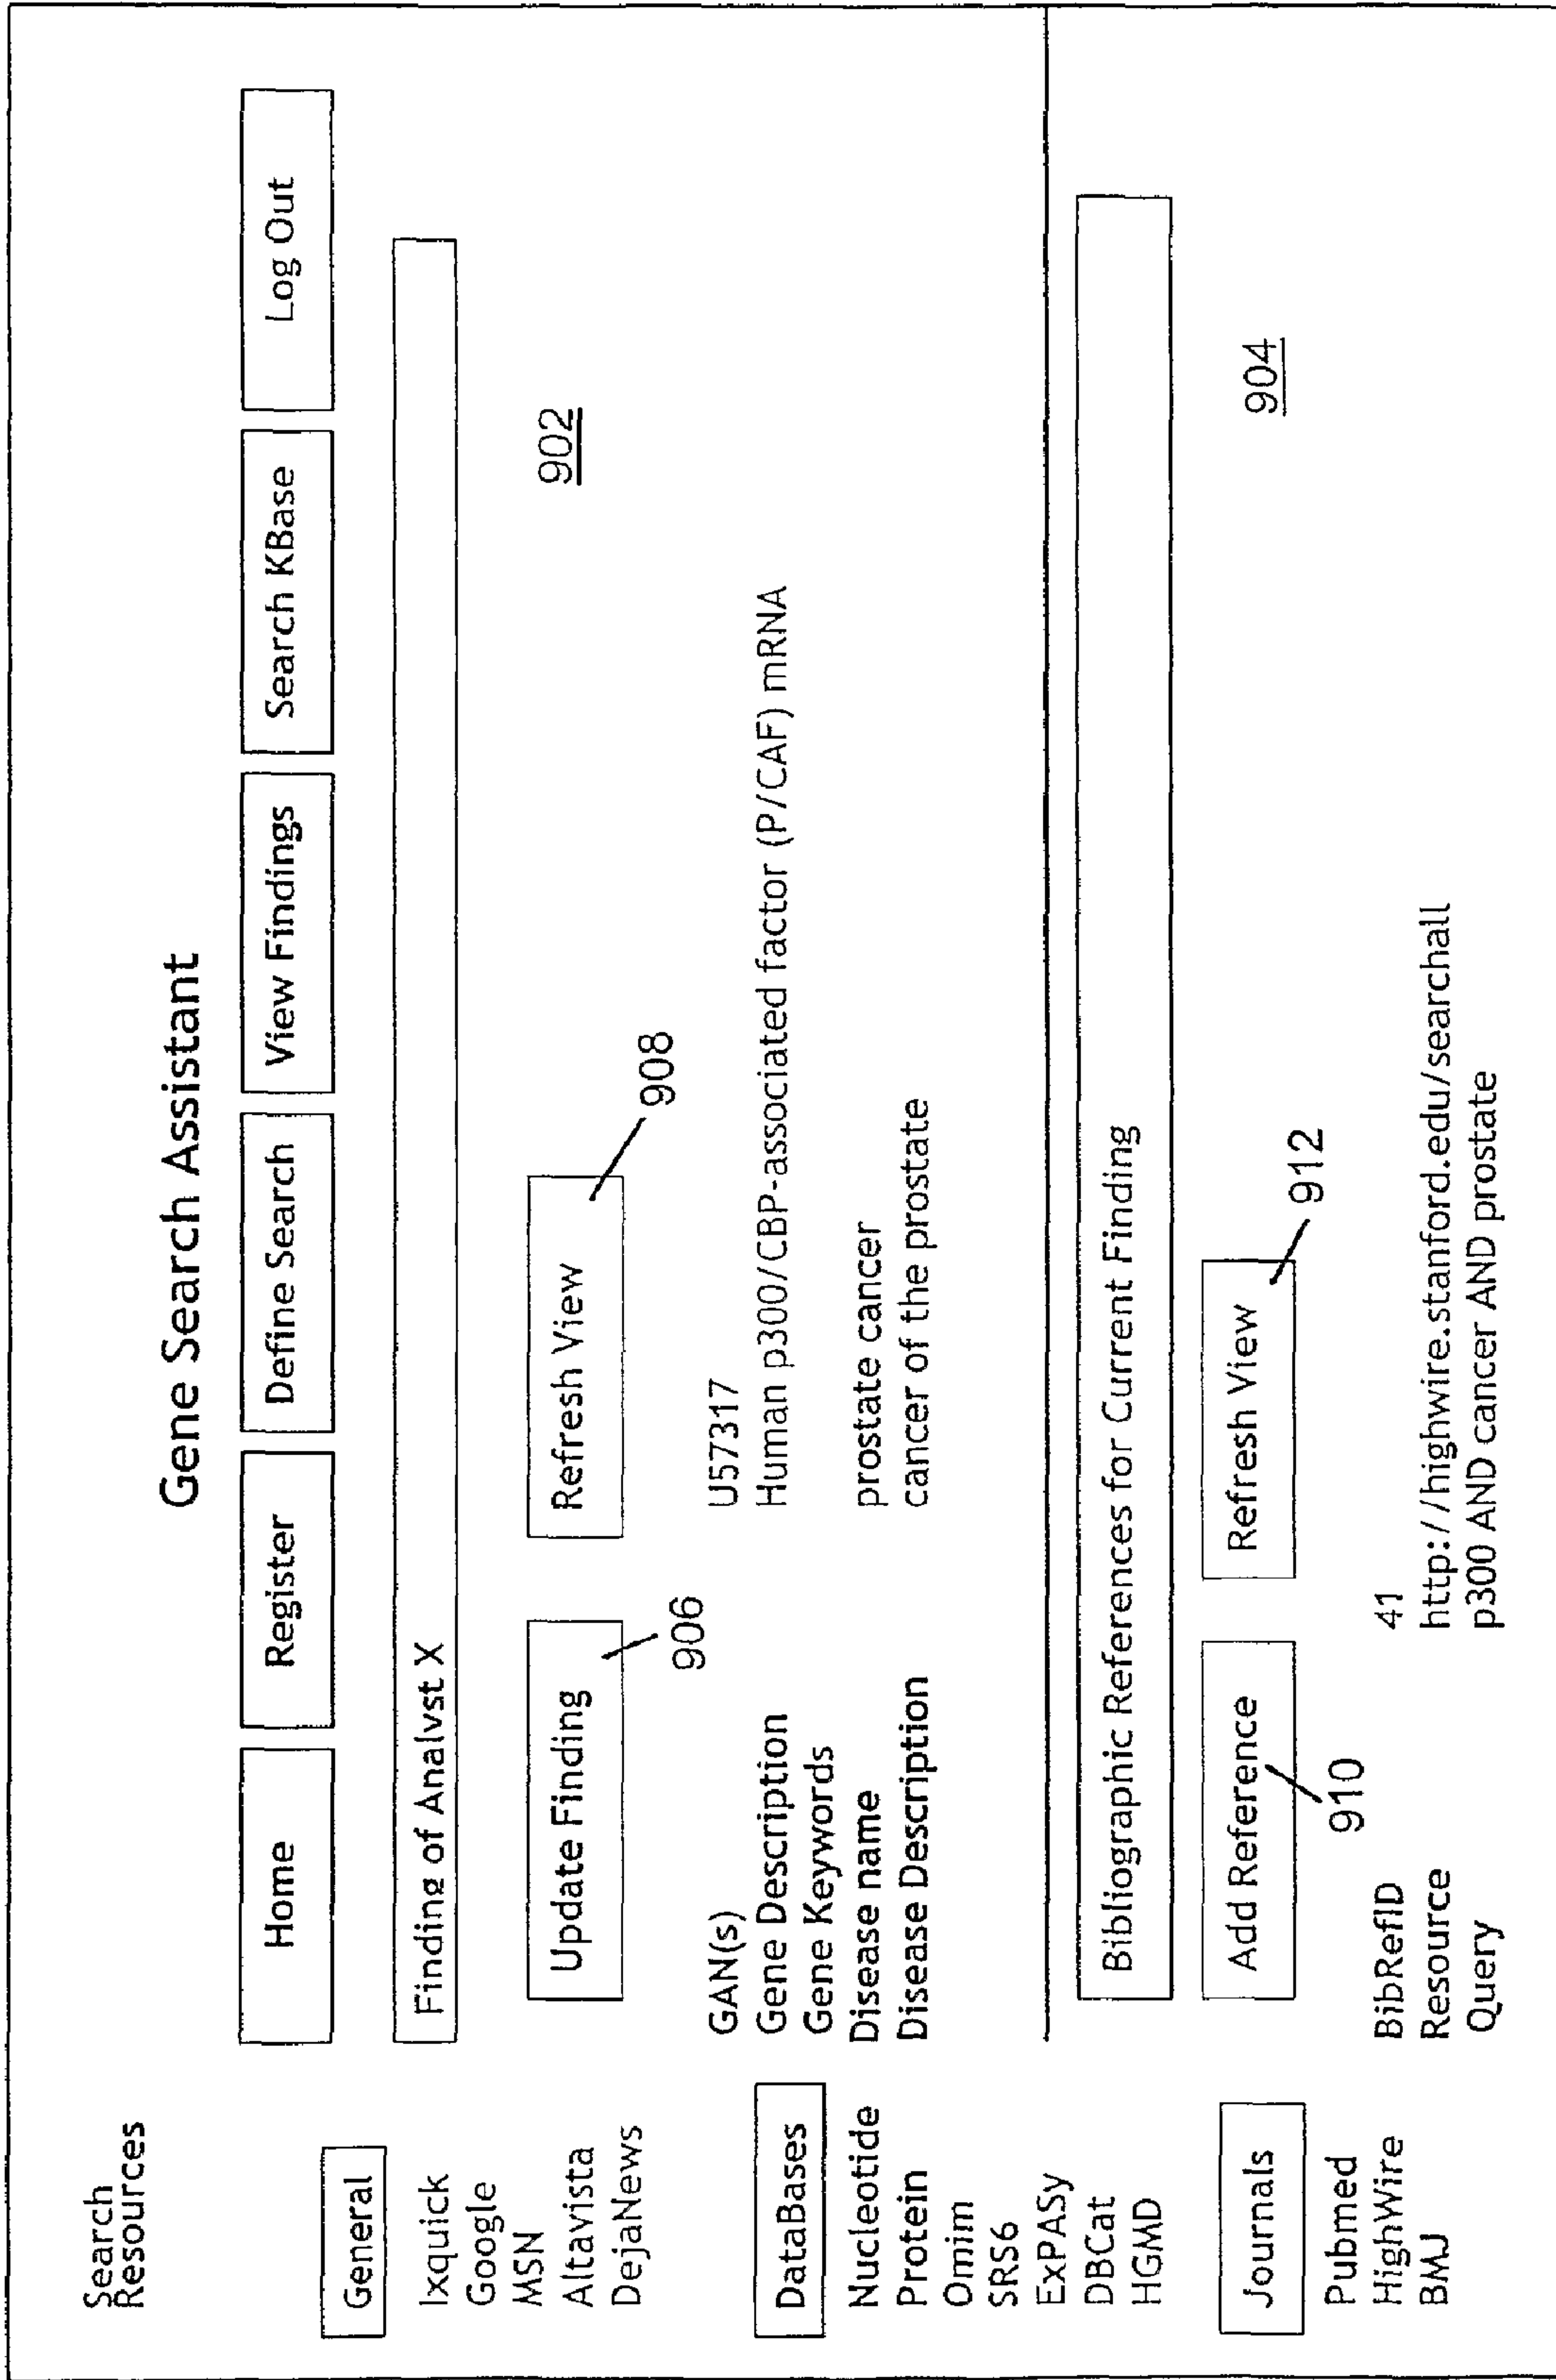 Gene Search Assistant
Search
Resources
Home Register Define Search View Findings Search KBase Log Out
General
Ixquick
Google
MSN
Altavista
DejaNews
DataBases
Nucleotide
Protein
Omim
SRS6
ExPASy
DBCat
HGMD
Journals
Pubmed
HighWire
BMJ
Finding of Analvst X
Update Finding Refresh View
906
908
902
GAN(s) U57317
Gene Description Human p300/CBP-associated factor (P/CAF) mRNA
Gene Keywords
Disease name prostate cancer
Disease Description cancer of the prostate
Bibliographic References for Current Finding
Add Reference Refresh View
910
912
904
BibRefID 41
Resource http://highwire.stanford.edu/searchall
Query p300 AND cancer AND prostate